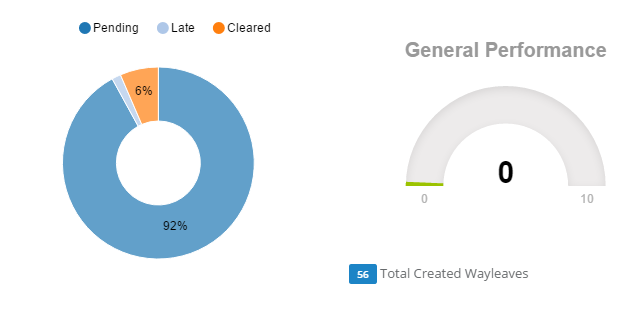 Pending Late Cleared
6%
92%
General Performance
0
0 10
56 Total Created Wayleaves